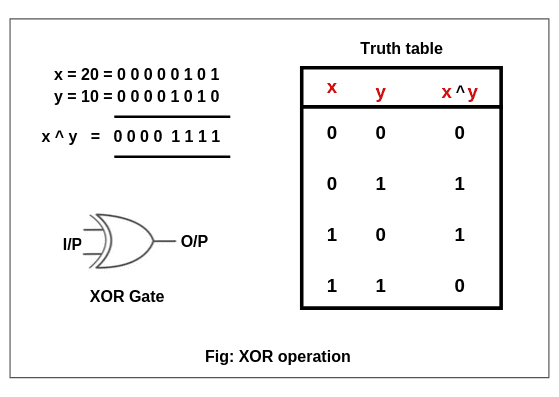 x = 20 = 0 0 0 0 0 1 0 1
y = 10 = 0 0 0 0 1 0 1 0
x ^ y = 0 0 0 0 1 1 1 1
I/P
O/P
XOR Gate
Truth table
x y x ^ y
0 0 0
0 1 1
1 0 1
1 1 0
Fig: XOR operation